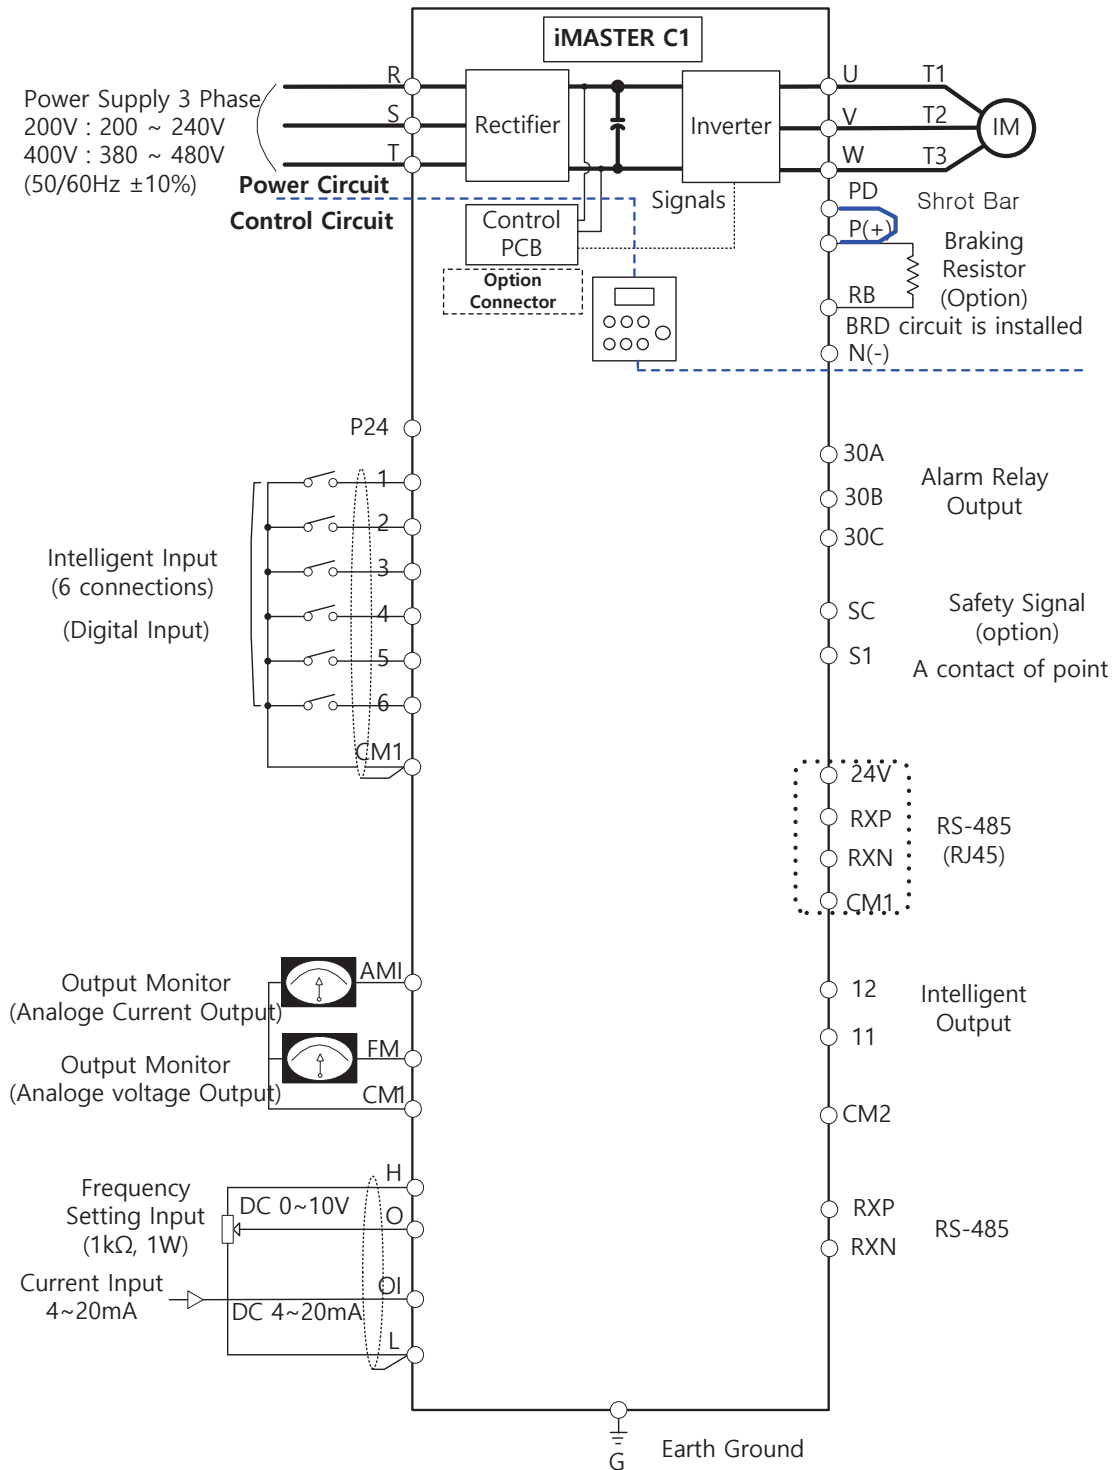 iMASTER C1
Power Supply 3 Phase
200V : 200 ~ 240V
400V : 380 ~ 480V
(50/60Hz ±10%)
R
S
T
Rectifier
Inverter
U
V
W
T1
T2
T3
IM
Power Circuit
Control Circuit
Signals
Control
PCB
Option
Connector
PD
Shrot Bar
P(+)
Braking
Resistor
(Option)
RB
BRD circuit is installed
N(-)
P24
1
2
3
4
5
6
CM1
Intelligent Input
(6 connections)
(Digital Input)
30A
30B
30C
Alarm Relay
Output
SC
S1
Safety Signal
(option)
A contact of point
24V
RXP
RXN
CM1
RS-485
(RJ45)
Output Monitor
(Analoge Current Output)
AMI
Output Monitor
(Analoge voltage Output)
FM
CM1
12
11
Intelligent
Output
CM2
Frequency
Setting Input
(1kΩ, 1W)
H
DC 0~10V
O
Current Input
4~20mA
OI
DC 4~20mA
L
RXP
RXN
RS-485
G
Earth Ground